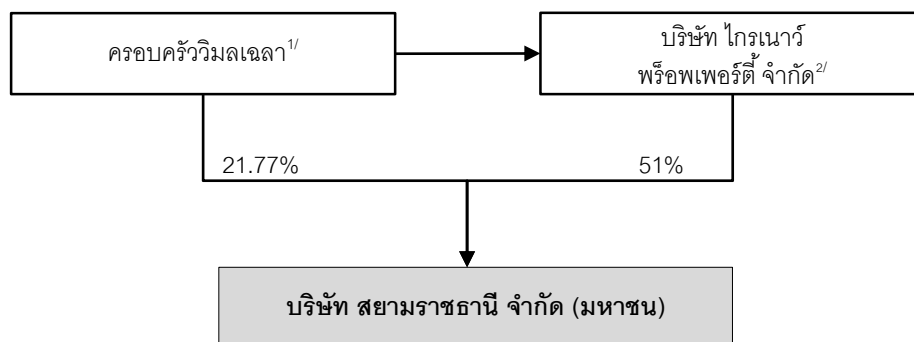 ครอบครัววิมลเฉลา1/
บริษัท ไกรเนาว์
พร็อพเพอร์ตี้ จำกัด2/
21.77%
51%
บริษัท สยามราชธานี จำกัด (มหาชน)